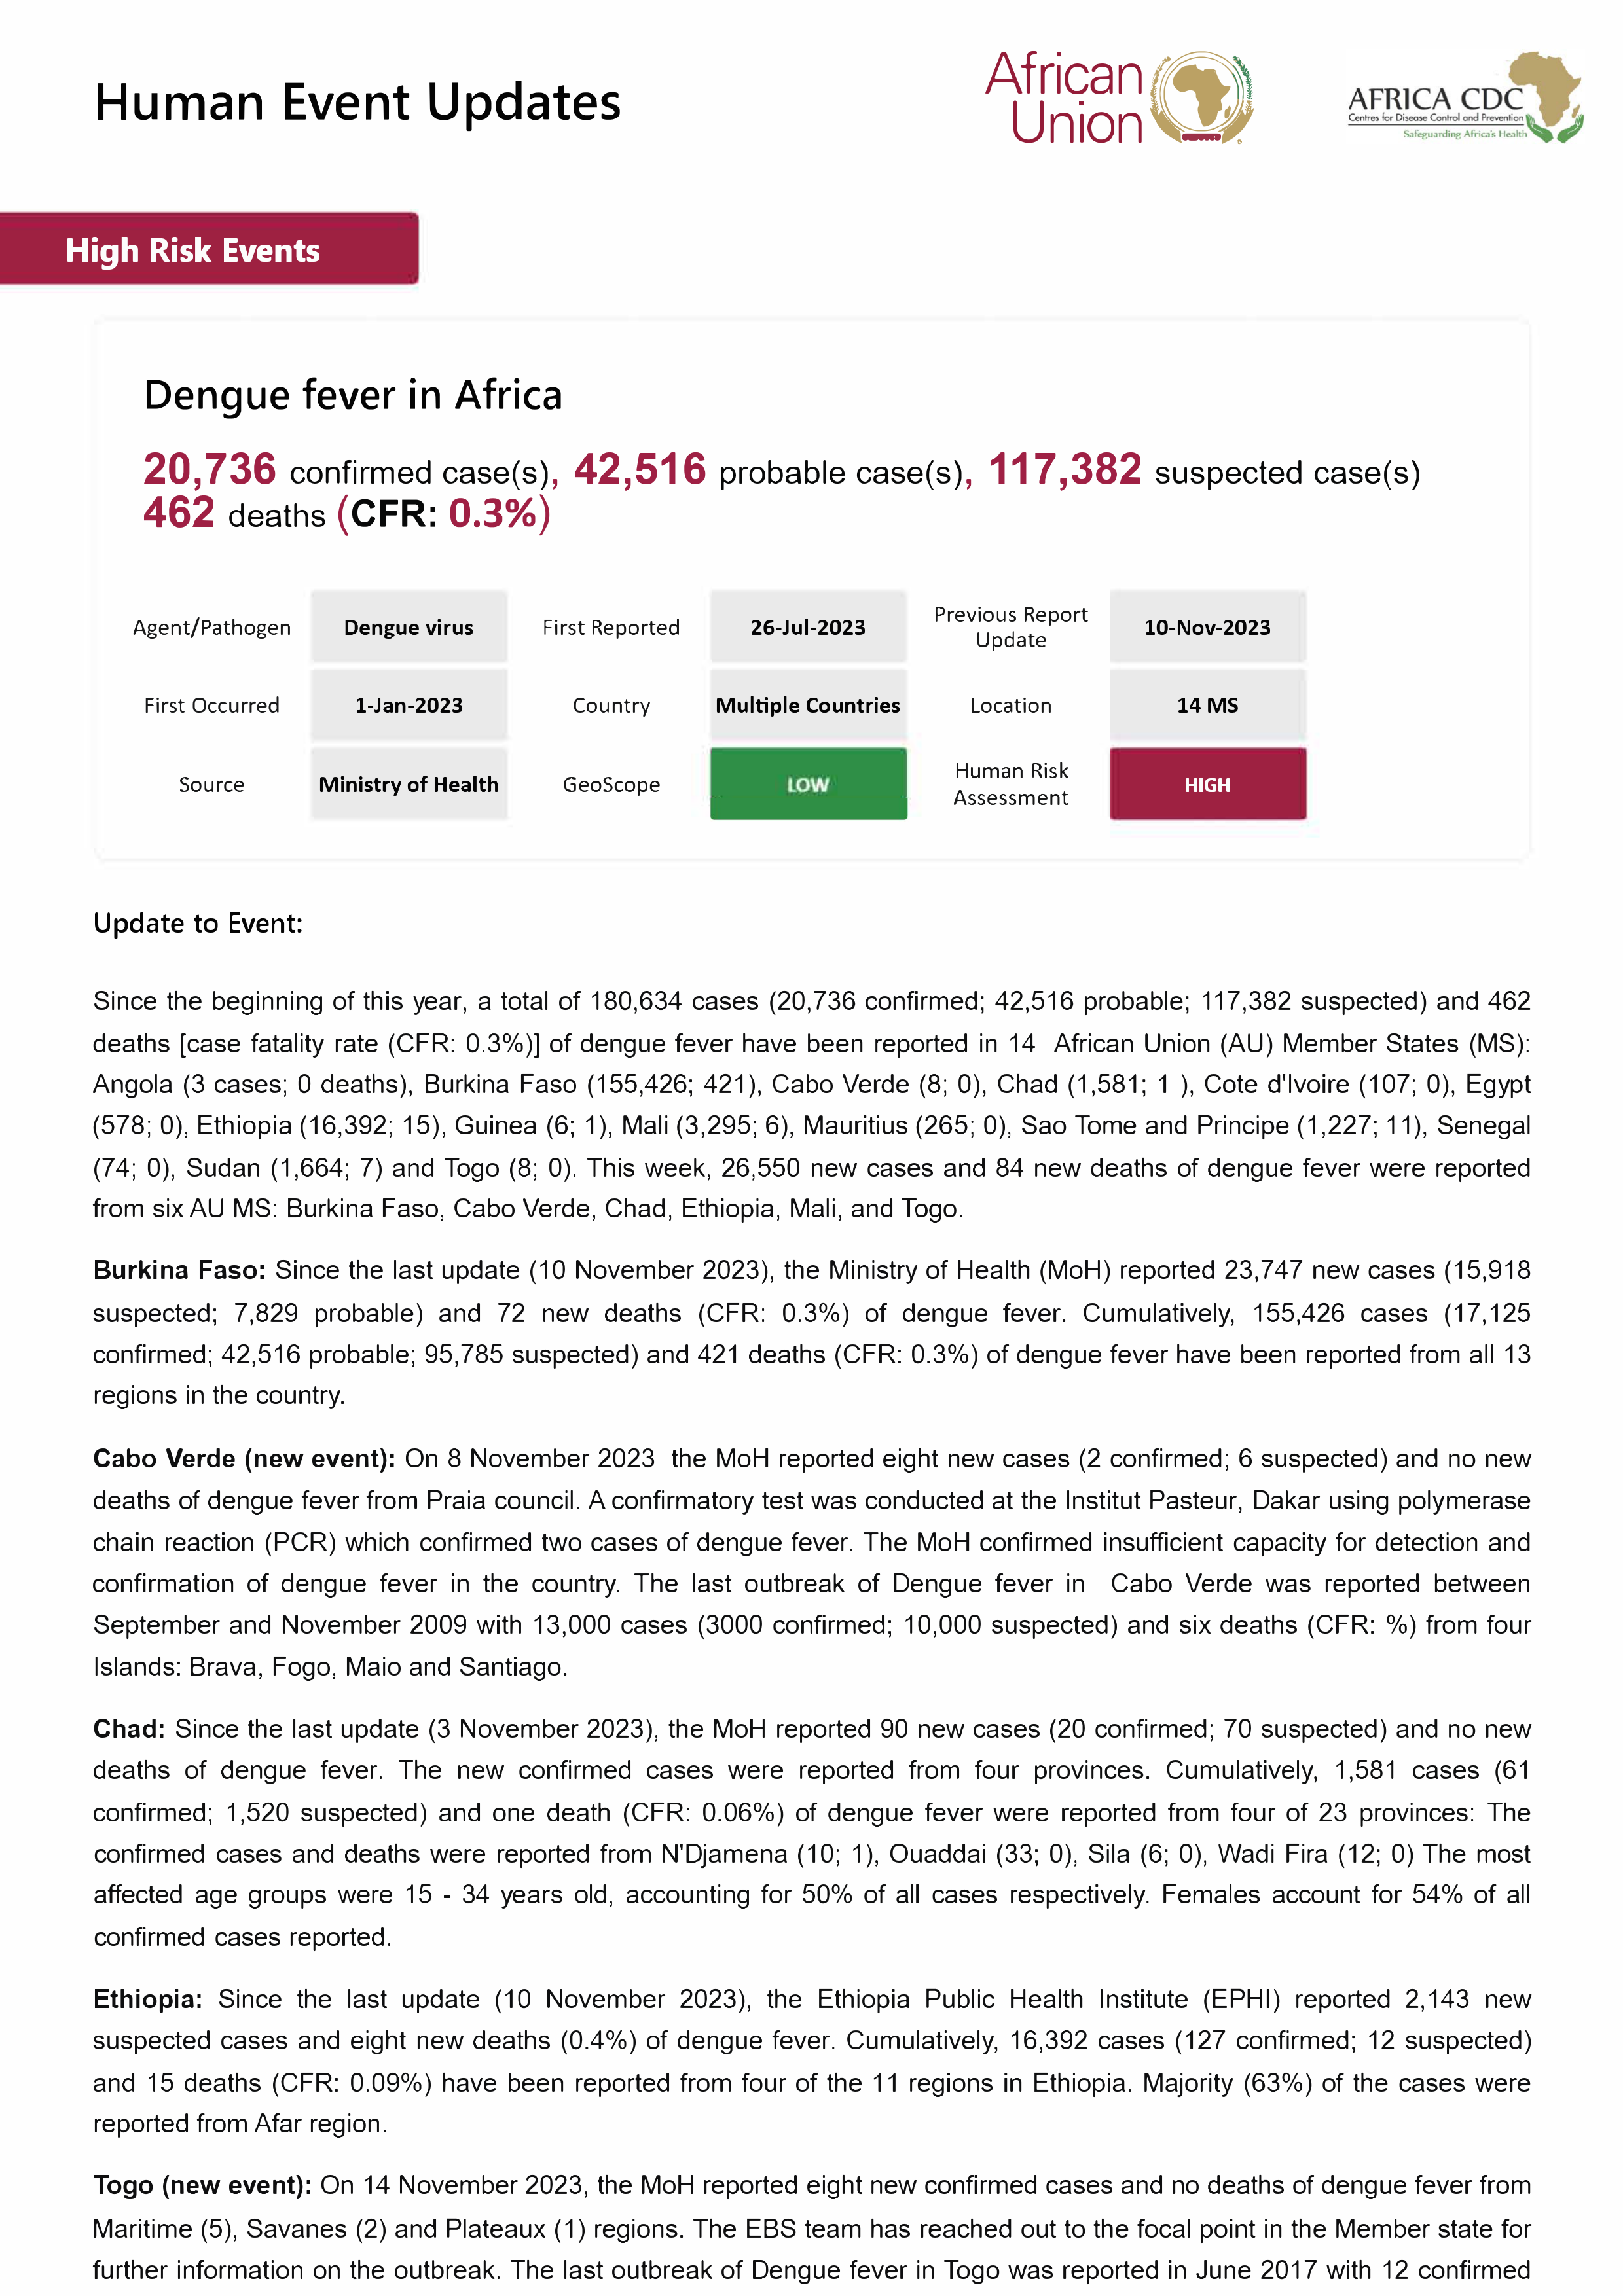 Human Event Updates
African
Union
AFRICA CDC
Centres for Disease Control and Prevention
Safeguarding Africa's Health
High Risk Events
Dengue fever in Africa
20,736 confirmed case(s), 42,516 probable case(s), 117,382 suspected case(s)
462 deaths (CFR: 0.3%)
Agent/Pathogen Dengue virus First Reported 26-Jul-2023 Previous Report Update 10-Nov-2023
First Occurred 1-Jan-2023 Country Multiple Countries Location 14 MS
Source Ministry of Health GeoScope LOW Human Risk Assessment HIGH
Update to Event:
Since the beginning of this year, a total of 180,634 cases (20,736 confirmed; 42,516 probable; 117,382 suspected) and 462
deaths [case fatality rate (CFR: 0.3%)] of dengue fever have been reported in 14 African Union (AU) Member States (MS):
Angola (3 cases; 0 deaths), Burkina Faso (155,426; 421), Cabo Verde (8; 0), Chad (1,581; 1 ), Cote d'Ivoire (107; 0), Egypt
(578; 0), Ethiopia (16,392; 15), Guinea (6; 1), Mali (3,295; 6), Mauritius (265; 0), Sao Tome and Principe (1,227; 11), Senegal
(74; 0), Sudan (1,664; 7) and Togo (8; 0). This week, 26,550 new cases and 84 new deaths of dengue fever were reported
from six AU MS: Burkina Faso, Cabo Verde, Chad, Ethiopia, Mali, and Togo.
Burkina Faso: Since the last update (10 November 2023), the Ministry of Health (MoH) reported 23,747 new cases (15,918
suspected; 7,829 probable) and 72 new deaths (CFR: 0.3%) of dengue fever. Cumulatively, 155,426 cases (17,125
confirmed; 42,516 probable; 95,785 suspected) and 421 deaths (CFR: 0.3%) of dengue fever have been reported from all 13
regions in the country.
Cabo Verde (new event): On 8 November 2023 the MoH reported eight new cases (2 confirmed; 6 suspected) and no new
deaths of dengue fever from Praia council. A confirmatory test was conducted at the Institut Pasteur, Dakar using polymerase
chain reaction (PCR) which confirmed two cases of dengue fever. The MoH confirmed insufficient capacity for detection and
confirmation of dengue fever in the country. The last outbreak of Dengue fever in Cabo Verde was reported between
September and November 2009 with 13,000 cases (3000 confirmed; 10,000 suspected) and six deaths (CFR: %) from four
Islands: Brava, Fogo, Maio and Santiago.
Chad: Since the last update (3 November 2023), the MoH reported 90 new cases (20 confirmed; 70 suspected) and no new
deaths of dengue fever. The new confirmed cases were reported from four provinces. Cumulatively, 1,581 cases (61
confirmed; 1,520 suspected) and one death (CFR: 0.06%) of dengue fever were reported from four of 23 provinces: The
confirmed cases and deaths were reported from N'Djamena (10; 1), Ouaddai (33; 0), Sila (6; 0), Wadi Fira (12; 0) The most
affected age groups were 15 - 34 years old, accounting for 50% of all cases respectively. Females account for 54% of all
confirmed cases reported.
Ethiopia: Since the last update (10 November 2023), the Ethiopia Public Health Institute (EPHI) reported 2,143 new
suspected cases and eight new deaths (0.4%) of dengue fever. Cumulatively, 16,392 cases (127 confirmed; 12 suspected)
and 15 deaths (CFR: 0.09%) have been reported from four of the 11 regions in Ethiopia. Majority (63%) of the cases were
reported from Afar region.
Togo (new event): On 14 November 2023, the MoH reported eight new confirmed cases and no deaths of dengue fever from
Maritime (5), Savanes (2) and Plateaux (1) regions. The EBS team has reached out to the focal point in the Member state for
further information on the outbreak. The last outbreak of Dengue fever in Togo was reported in June 2017 with 12 confirmed